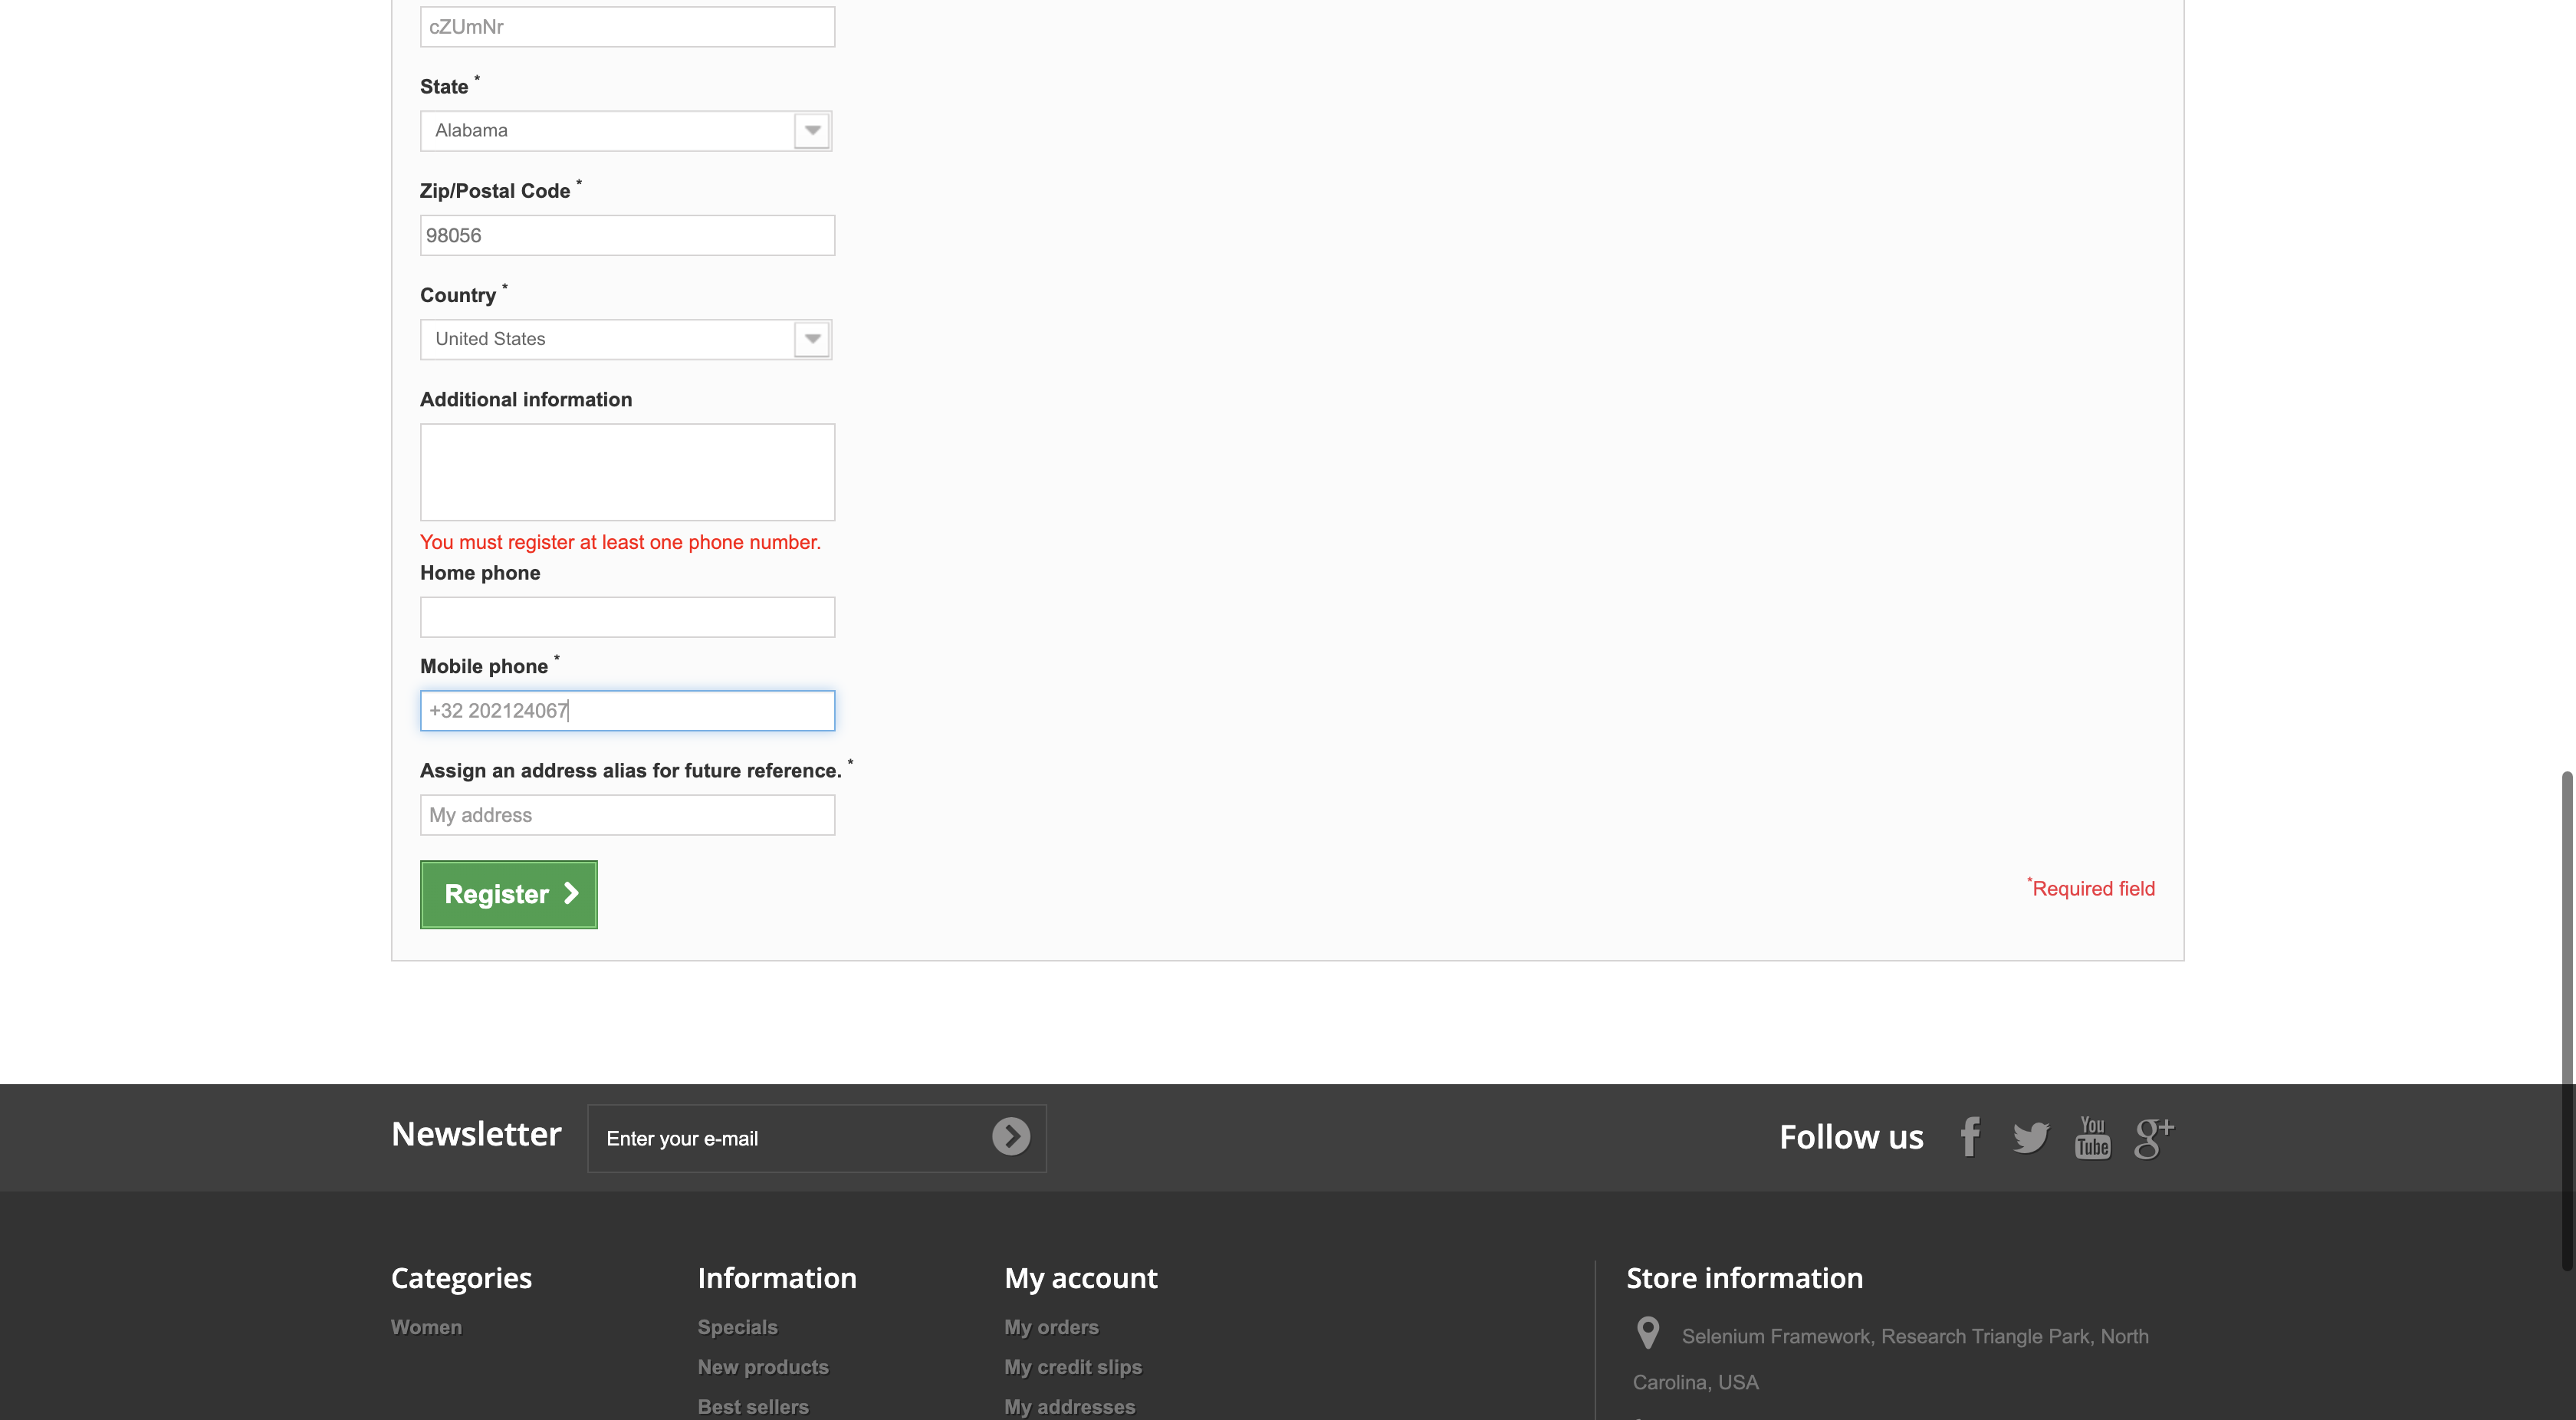 cZUmNr
State *
Alabama
Zip/Postal Code *
98056
Country *
United States
Additional information
You must register at least one phone number.
Home phone
Mobile phone *
+32 202124067
Assign an address alias for future reference. *
My address
Register
*Required field
Newsletter
Enter your e-mail
Follow us
You
Tube
g+
Categories
Women
Information
Specials
New products
Best sellers
My account
My orders
My credit slips
My addresses
Store information
Selenium Framework, Research Triangle Park, North
Carolina, USA